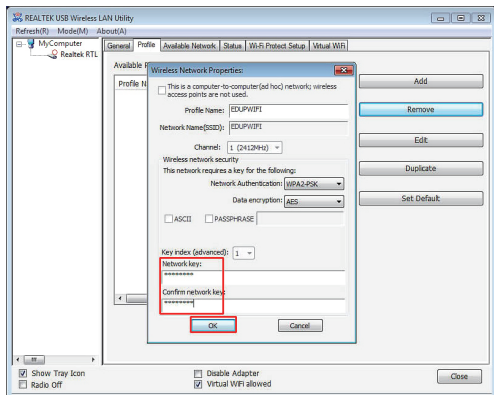 REALTEK USB Wireless LAN Utility
Refresh(R) Mode(M) About(A)
MyComputer
Realtek RTL
General Profile Available Network Status Wi-Fi Protect Setup Virtual WiFi
Available P
Profile N
Wireless Network Properties:
This is a computer-to-computer(ad hoc) network; wireless
access points are not used.
Profile Name: EDUPWIFI
Network Name(SSID): EDUPWIFI
Channel: 1 (2412MHz)
Wireless network security
This network requires a key for the following:
Network Authentication: WPA2-PSK
Data encryption: AES
ASCII PASSPHRASE
Key index (advanced): 1
Network key:
********
Confirm network key:
********
OK Cancel
Add
Remove
Edit
Duplicate
Set Default
Show Tray Icon Disable Adapter
Radio Off Virtual WiFi allowed
Close